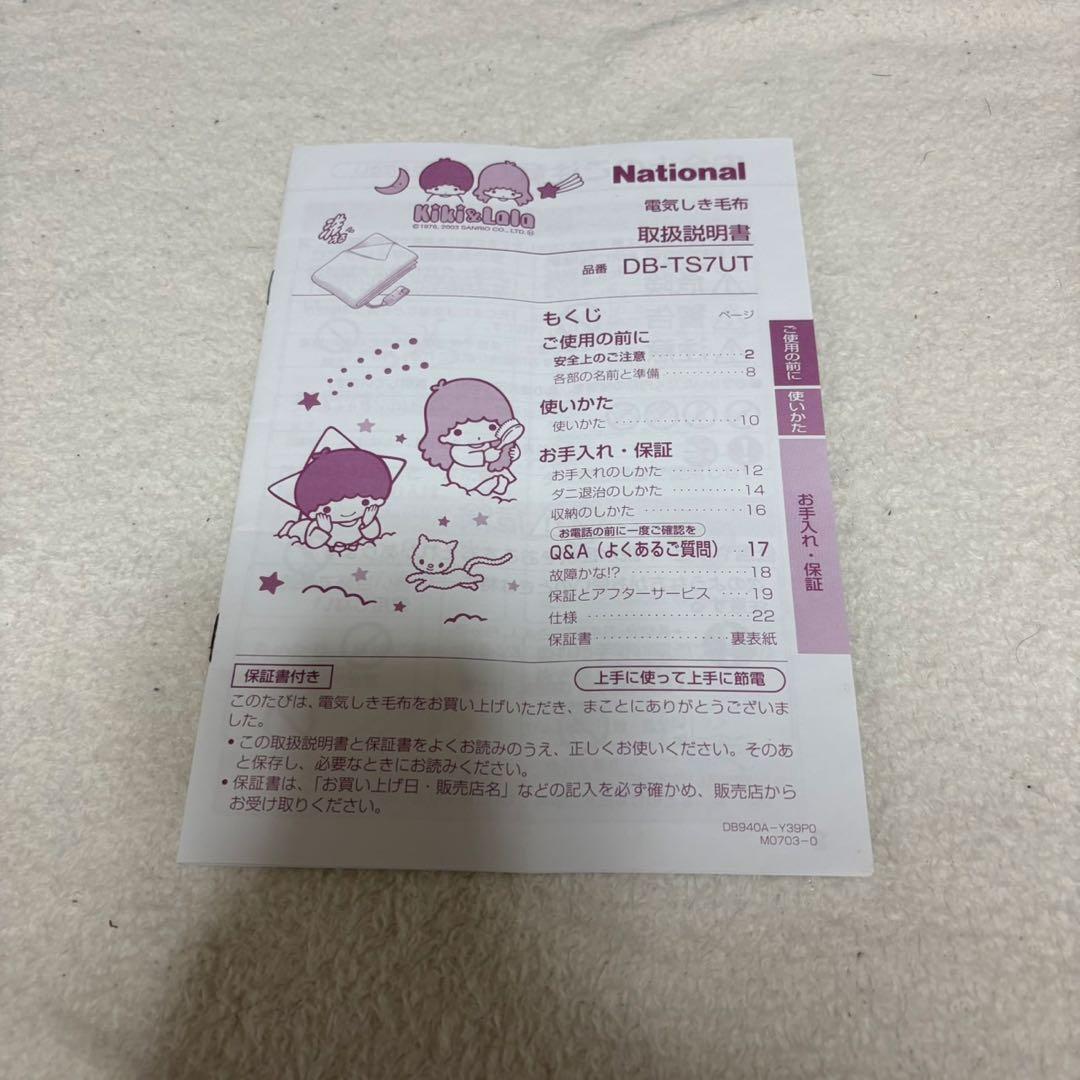 National
Kiki&Lala
©1976, 2003 SANRIO CO., LTD.
電気しき毛布
取扱説明書
洗える
品番 DB-TS7UT
もくじ ページ
ご使用の前に
安全上のご注意 ‥‥‥‥‥‥‥2
各部の名前と準備 ‥‥‥‥‥‥8
使いかた
使いかた ‥‥‥‥‥‥‥‥10
お手入れ・保証
お手入れのしかた ‥‥‥‥‥12
ダニ退治のしかた ‥‥‥‥‥14
収納のしかた ‥‥‥‥‥‥‥16
お電話の前に一度ご確認を
Q&A(よくあるご質問) ‥17
故障かな!? ‥‥‥‥‥‥‥‥18
保証とアフターサービス ‥‥19
仕様 ‥‥‥‥‥‥‥‥‥‥22
保証書‥‥‥‥‥‥‥‥裏表紙
ご使用の前に
使いかた
お手入れ・保証
保証書付き
上手に使って上手に節電
このたびは、電気しき毛布をお買い上げいただき、まことにありがとうございま
した。
• この取扱説明書と保証書をよくお読みのうえ、正しくお使いください。そのあ
と保存し、必要なときにお読みください。
• 保証書は、「お買い上げ日・販売店名」などの記入を必ず確かめ、販売店から
お受け取りください。
DB940A-Y39P0
M0703-0